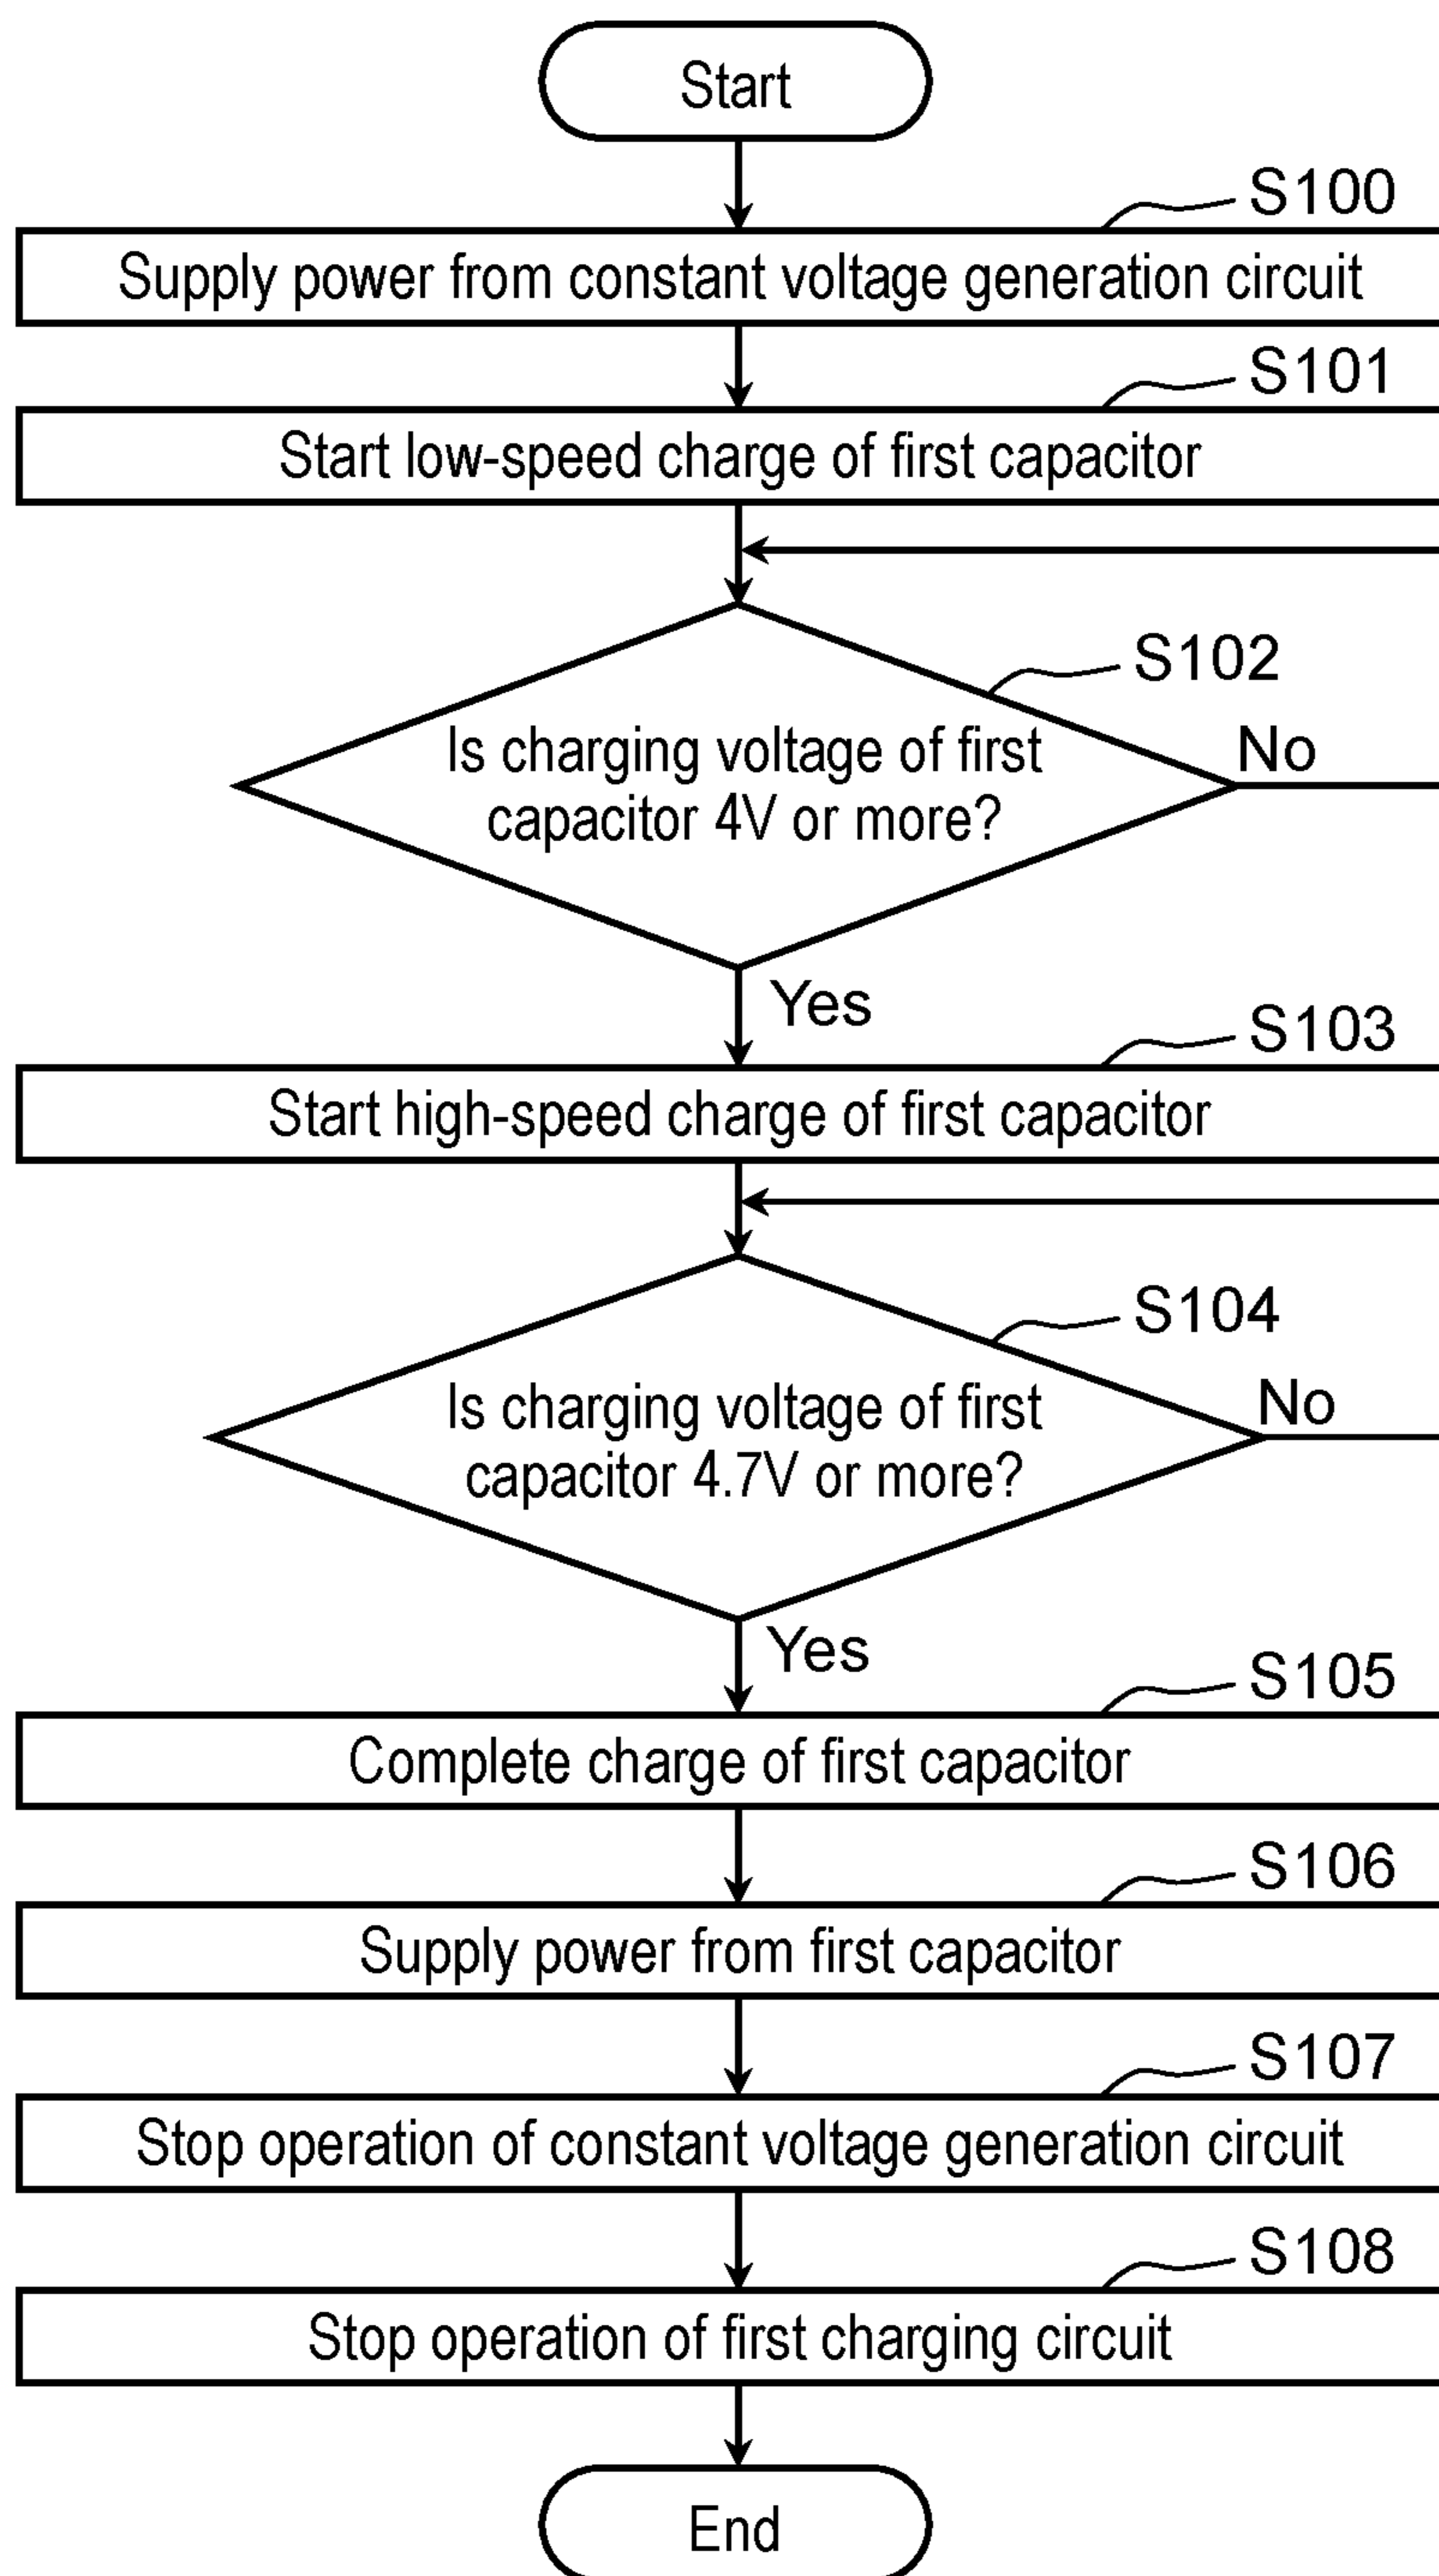 Start
S100
Supply power from constant voltage generation circuit
S101
Start low-speed charge of first capacitor
S102
Is charging voltage of first
capacitor 4V or more?
No
Yes
S103
Start high-speed charge of first capacitor
S104
Is charging voltage of first
capacitor 4.7V or more?
No
Yes
S105
Complete charge of first capacitor
S106
Supply power from first capacitor
S107
Stop operation of constant voltage generation circuit
S108
Stop operation of first charging circuit
End